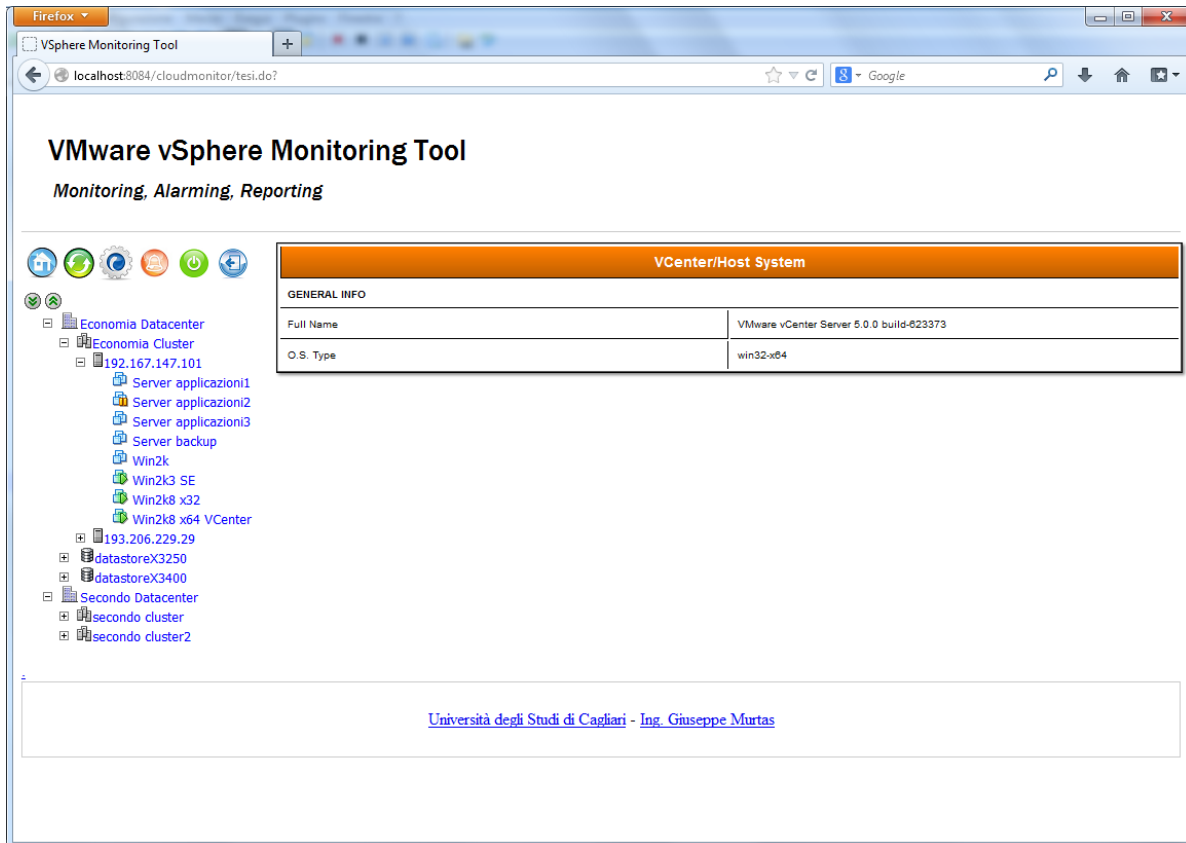 Firefox
VSphere Monitoring Tool
localhost:8084/cloudmonitor/tesi.do?
Google
VMware vSphere Monitoring Tool
Monitoring, Alarming, Reporting
VCenter/Host System
GENERAL INFO
Full Name VMware vCenter Server 5.0.0 build-623373
O.S. Type win32-x64
Economia Datacenter
Economia Cluster
192.167.147.101
Server applicazioni1
Server applicazioni2
Server applicazioni3
Server backup
Win2k
Win2k3 SE
Win2k8 x32
Win2k8 x64 VCenter
193.206.229.29
datastoreX3250
datastoreX3400
Secondo Datacenter
secondo cluster
secondo cluster2
Università degli Studi di Cagliari - Ing. Giuseppe Murtas